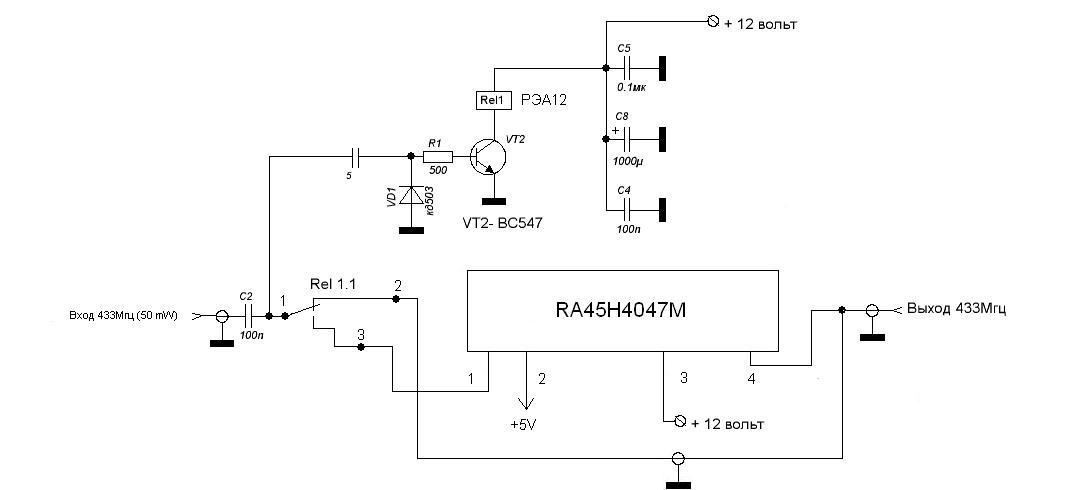 + 12 вольт
C5
0.1мк
Rel1 РЭА12
C8
+
1000µ
R1
VT2
500
5
VD1
кд503
C4
100п
VT2- BC547
Rel 1.1
2
C2
1
RA45H4047M
Вход 433Мгц (50 mW)
Выход 433Мгц
100п
3
1
2
3
4
+5V
+ 12 вольт